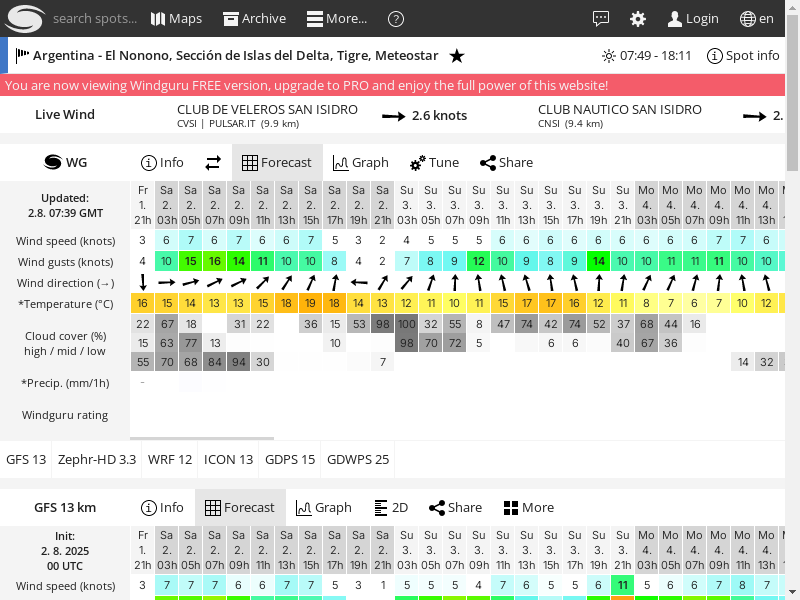 search spots... Maps Archive More... ? Login en
Argentina - El Nonono, Sección de Islas del Delta, Tigre, Meteostar ★ 07:49 - 18:11 Spot info
You are now viewing Windguru FREE version, upgrade to PRO and enjoy the full power of this website!
Live Wind
CLUB DE VELEROS SAN ISIDRO
CVSI | PULSAR.IT (9.9 km)
2.6 knots
CLUB NAUTICO SAN ISIDRO
CNSI (9.4 km)
2.
WG Info Forecast Graph Tune Share
Updated:
2.8. 07:39 GMT
Fr Sa Sa Sa Sa Sa Sa Sa Sa Sa Sa Su Su Su Su Su Su Su Su Su Su Mo Mo Mo Mo Mo Mo
1. 2. 2. 2. 2. 2. 2. 2. 2. 2. 2. 3. 3. 3. 3. 3. 3. 3. 3. 3. 3. 4. 4. 4. 4. 4. 4.
21h 03h 05h 07h 09h 11h 13h 15h 17h 19h 21h 03h 05h 07h 09h 11h 13h 15h 17h 19h 21h 03h 05h 07h 09h 11h 13h
Wind speed (knots) 3 6 7 6 7 6 6 7 5 3 2 4 5 5 5 6 6 6 6 6 6 6 6 6 7 7 6
Wind gusts (knots) 4 10 15 16 14 11 10 10 8 4 2 7 8 9 12 10 9 8 9 14 10 10 11 11 11 10 10
Wind direction (→)
*Temperature (°C) 16 15 14 13 13 15 18 19 18 14 13 12 11 10 11 15 17 17 16 12 11 8 7 6 7 10 12
Cloud cover (%)
high / mid / low
22 67 18 31 22 36 15 53 98 100 32 55 8 47 74 42 74 52 37 68 44 16
15 63 77 13 10 98 70 72 5 6 6 40 67 36
55 70 68 84 94 30 7 14 32
*Precip. (mm/1h) -
Windguru rating
GFS 13 Zephr-HD 3.3 WRF 12 ICON 13 GDPS 15 GDWPS 25
GFS 13 km Info Forecast Graph 2D Share More
Init:
2. 8. 2025
00 UTC
Fr Sa Sa Sa Sa Sa Sa Sa Sa Sa Sa Su Su Su Su Su Su Su Su Su Su Mo Mo Mo Mo Mo Mo
1. 2. 2. 2. 2. 2. 2. 2. 2. 2. 2. 3. 3. 3. 3. 3. 3. 3. 3. 3. 3. 4. 4. 4. 4. 4. 4.
21h 03h 05h 07h 09h 11h 13h 15h 17h 19h 21h 03h 05h 07h 09h 11h 13h 15h 17h 19h 21h 03h 05h 07h 09h 11h 13h
Wind speed (knots) 3 7 7 7 6 6 7 7 5 3 1 5 5 5 4 7 6 5 5 6 11 5 6 6 7 8 7